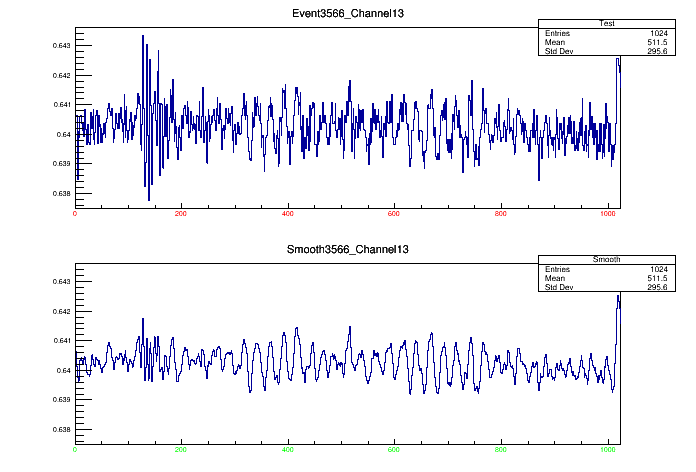 Event3566_Channel13
Test
Entries 1024
Mean 511.5
Std Dev 295.6
0.643
0.642
0.641
0.64
0.639
0.638
0 200 400 600 800 1000
Smooth3566_Channel13
Smooth
Entries 1024
Mean 511.5
Std Dev 295.6
0.643
0.642
0.641
0.64
0.639
0.638
0 200 400 600 800 1000